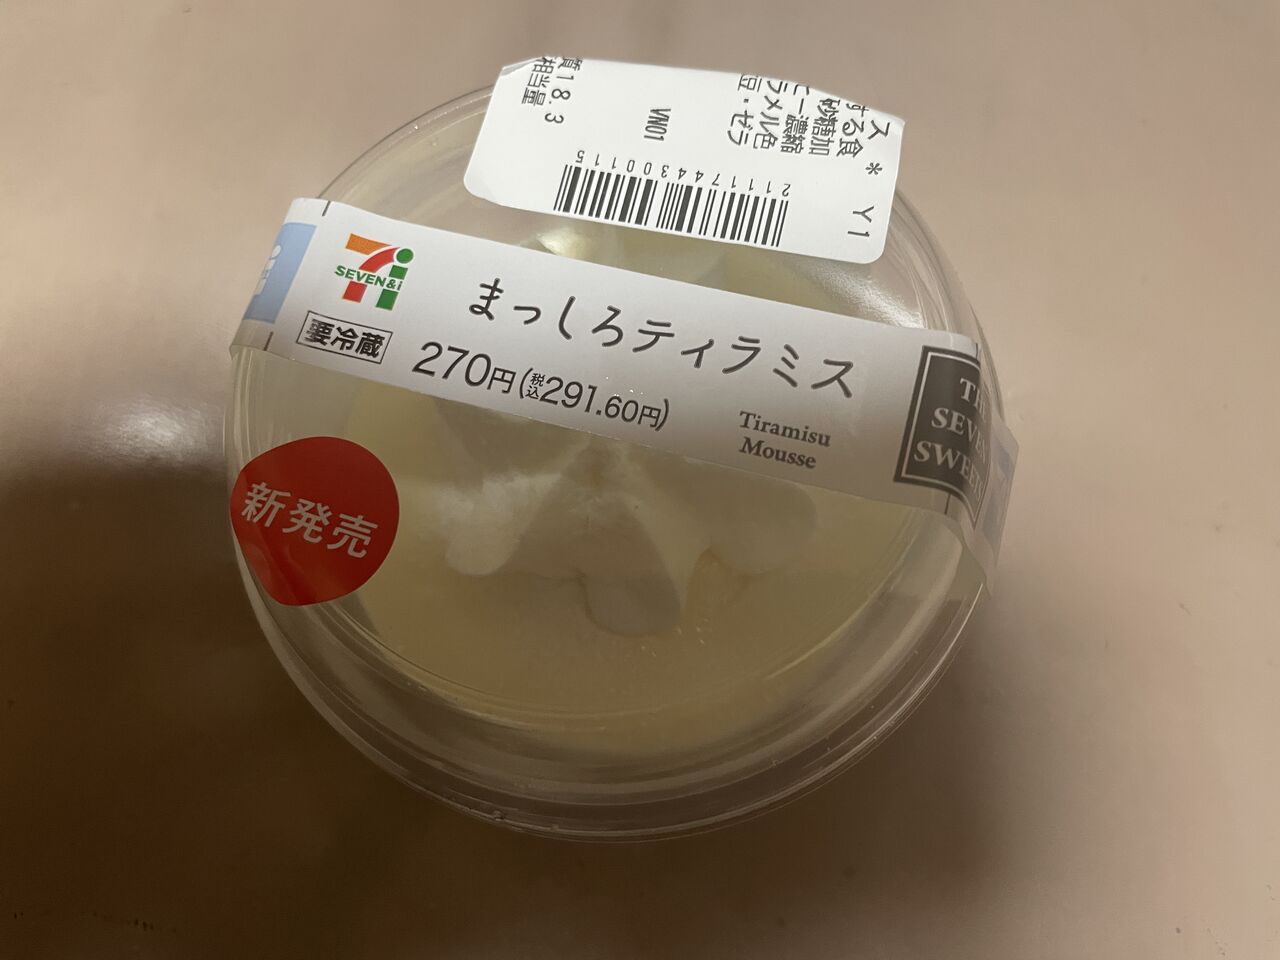 SEVEN&i
要冷蔵
まっしろティラミス
270円(税込291.60円)
Tiramisu
Mousse
SEVEN
新発売
質18.3
相当量
VN01
ス * Y1
する食
砂糖加
ー濃縮
ラメル色
豆・ゼラ
2111744300115